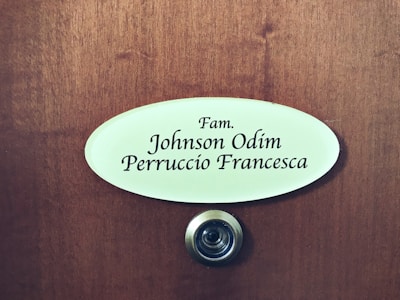 Fam.
Johnson Odim
Perruccio Francesca